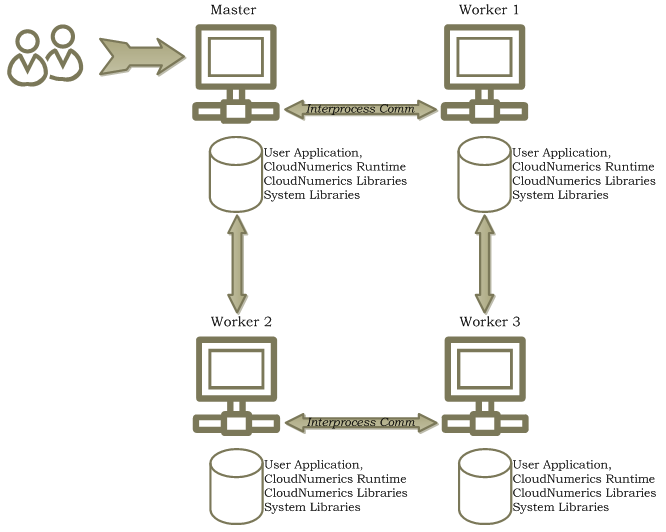 Master
Worker 1
Interprocess Comm
User Application,
CloudNumerics Runtime
CloudNumerics Libraries
System Libraries
User Application,
CloudNumerics Runtime
CloudNumerics Libraries
System Libraries
Worker 2
Worker 3
Interprocess Comm
User Application,
CloudNumerics Runtime
CloudNumerics Libraries
System Libraries
User Application,
CloudNumerics Runtime
CloudNumerics Libraries
System Libraries